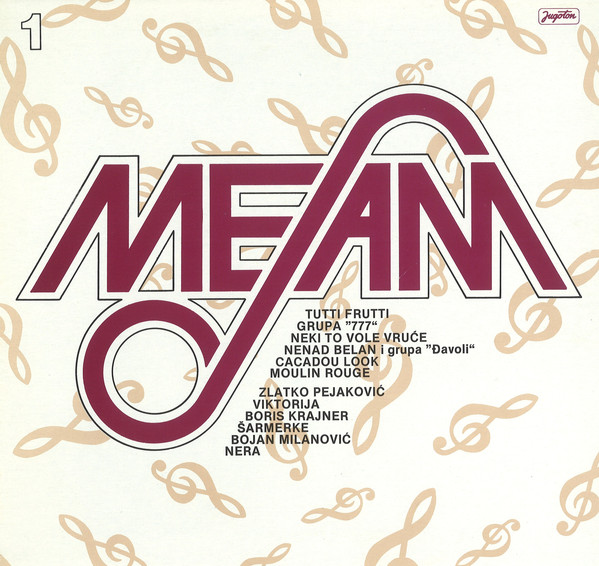 1
Jugoton
MESAM
TUTTI FRUTTI
GRUPA ”777“
NEKI TO VOLE VRUĆE
NENAD BELAN i grupa ”Đavoli“
CACADOU LOOK
MOULIN ROUGE
ZLATKO PEJAKOVIĆ
VIKTORIJA
BORIS KRAJNER
ŠARMERKE
BOJAN MILANOVIĆ
NERA